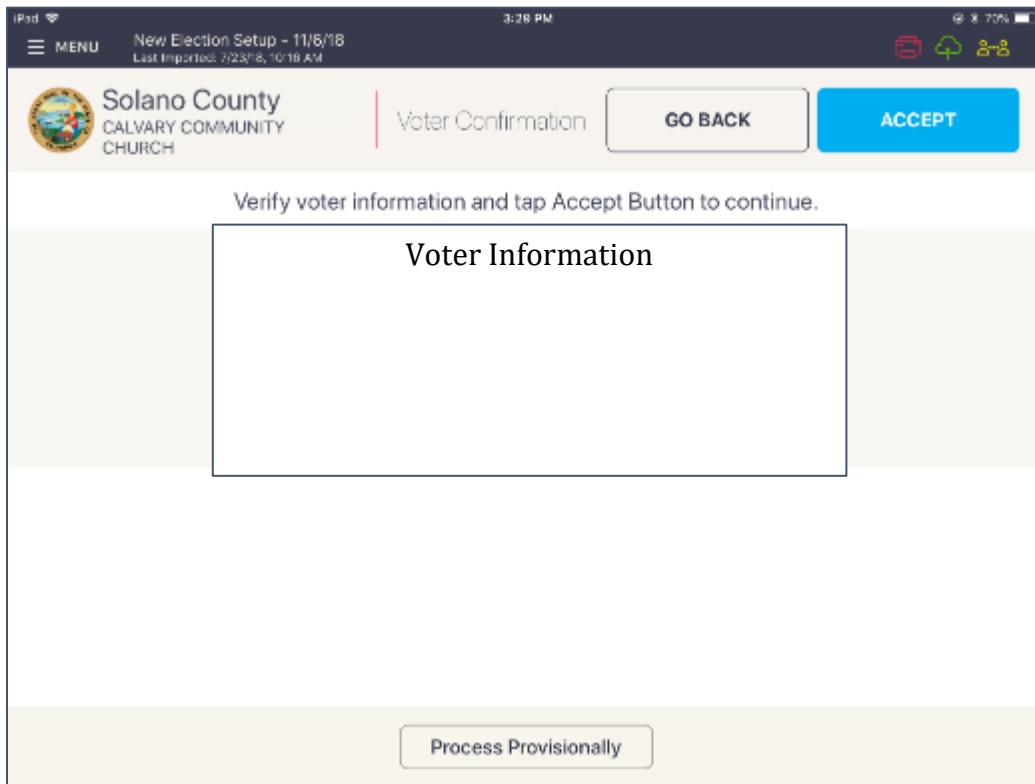 iPad 3:28 PM 70%
MENU
New Election Setup - 11/6/18
Last Imported: 7/23/18, 10:18 AM
Solano County
CALVARY COMMUNITY
CHURCH
Voter Confirmation
GO BACK
ACCEPT
Verify voter information and tap Accept Button to continue.
Voter Information
Process Provisionally